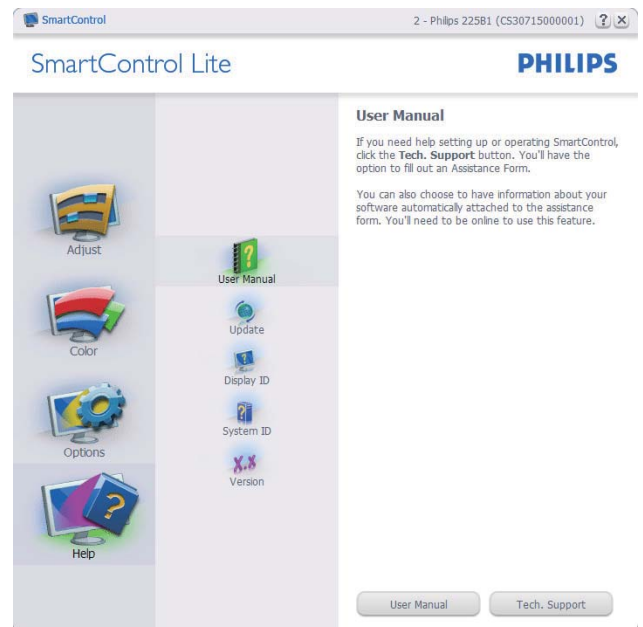 SmartControl
2 - Philips 225B1 (CS30715000001)
? X
SmartControl Lite
PHILIPS
Adjust
Color
Options
Help
User Manual
Update
Display ID
System ID
X.X
Version
User Manual
If you need help setting up or operating SmartControl,
click the Tech. Support button. You'll have the
option to fill out an Assistance Form.
You can also choose to have information about your
software automatically attached to the assistance
form. You'll need to be online to use this feature.
User Manual
Tech. Support